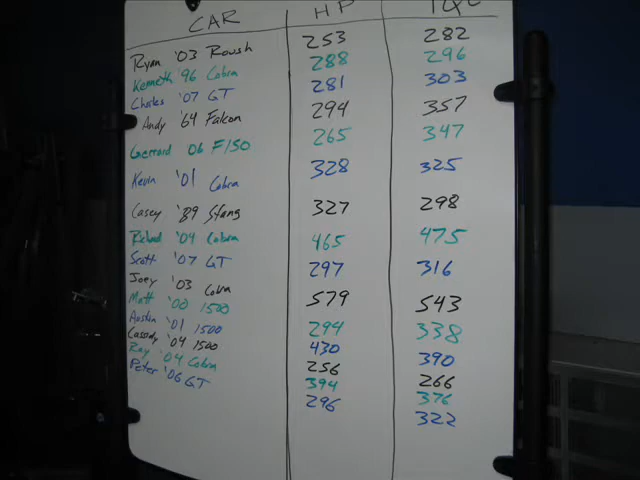 CAR HP TQE
Ryan '03 Roush 253 282
Kenneth '96 Cobra 288 296
Charles '07 GT 281 303
Andy '64 Falcon 294 357
Gerrard 06 F150 265 347
Kevin '01 Cobra 328 325
Casey '89 Stang 327 298
Richard '04 Cobra 465 475
Scott '07 GT 297 316
Joey '03 Cobra 579 543
Matt '00 1500 294 338
Austin '01 1500 430 390
Cassidy '04 1500 256 266
Ray '04 Cobra 394 376
Peter '06 GT 296 322